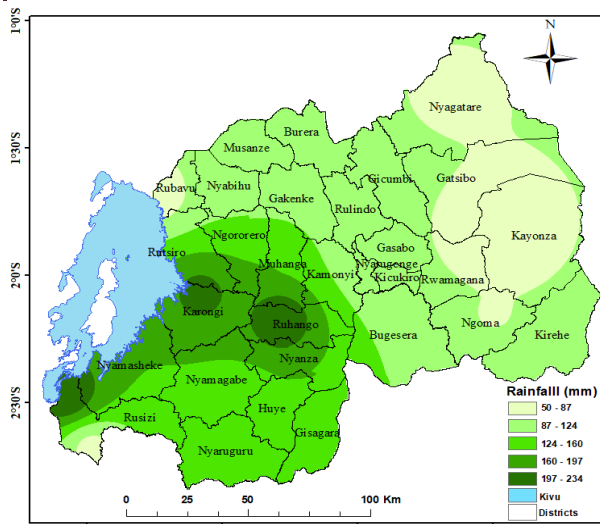 1°0'S
N
Nyagatare
Burera
1°30'S
Musanze
Gicumbi
Gatsibo
Rubavu
Nyabihu
Gakenke
Rulindo
Ngororero
Kayonza
Rutsiro
Gasabo
Muhanga
Nyarugenge
2°0'S
Kamonyi
Kicukiro
Rwamagana
Karongi
Ruhango
Ngoma
Bugesera
Kirehe
Nyanza
Nyamasheke
Nyamagabe
Rainfalll (mm)
2°30'S
Rusizi
Huye
50 - 87
Gisagara
87 - 124
Nyaruguru
124 - 160
160 - 197
197 - 234
0 25 50 100 Km
Kivu
Districts